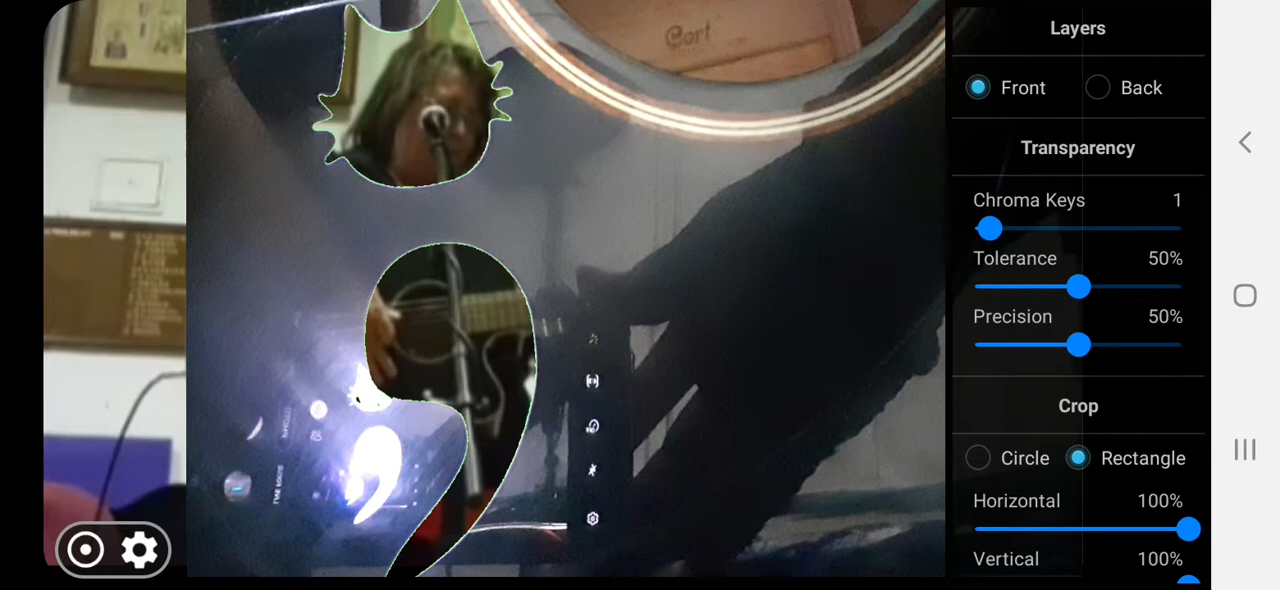 Cort
Layers
Front
Back
Transparency
Chroma Keys 1
Tolerance 50%
Precision 50%
Crop
Circle
Rectangle
Horizontal 100%
Vertical 100%